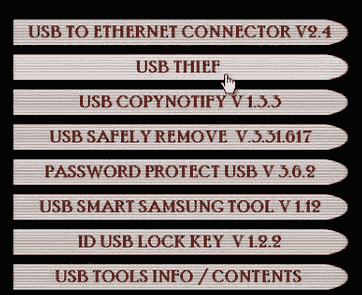 USB TO ETHERNET CONNECTOR V2.4
USB THIEF
USB COPYNOTIFY V 1.3.3
USB SAFELY REMOVE V.3.31.617
PASSWORD PROTECT USB V 3.6.2
USB SMART SAMSUNG TOOL V 1.12
ID USB LOCK KEY V 1.2.2
USB TOOLS INFO / CONTENTS